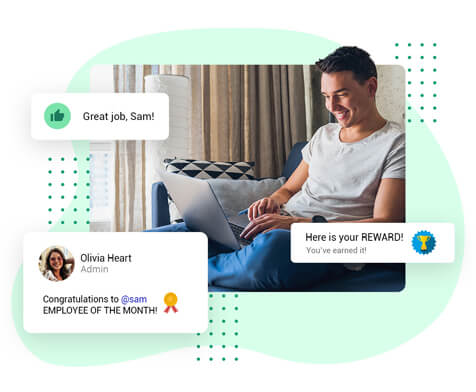 Great job, Sam!
Here is your REWARD!
You've earned it!
Olivia Heart
Admin
Congratulations to @sam
EMPLOYEE OF THE MONTH!